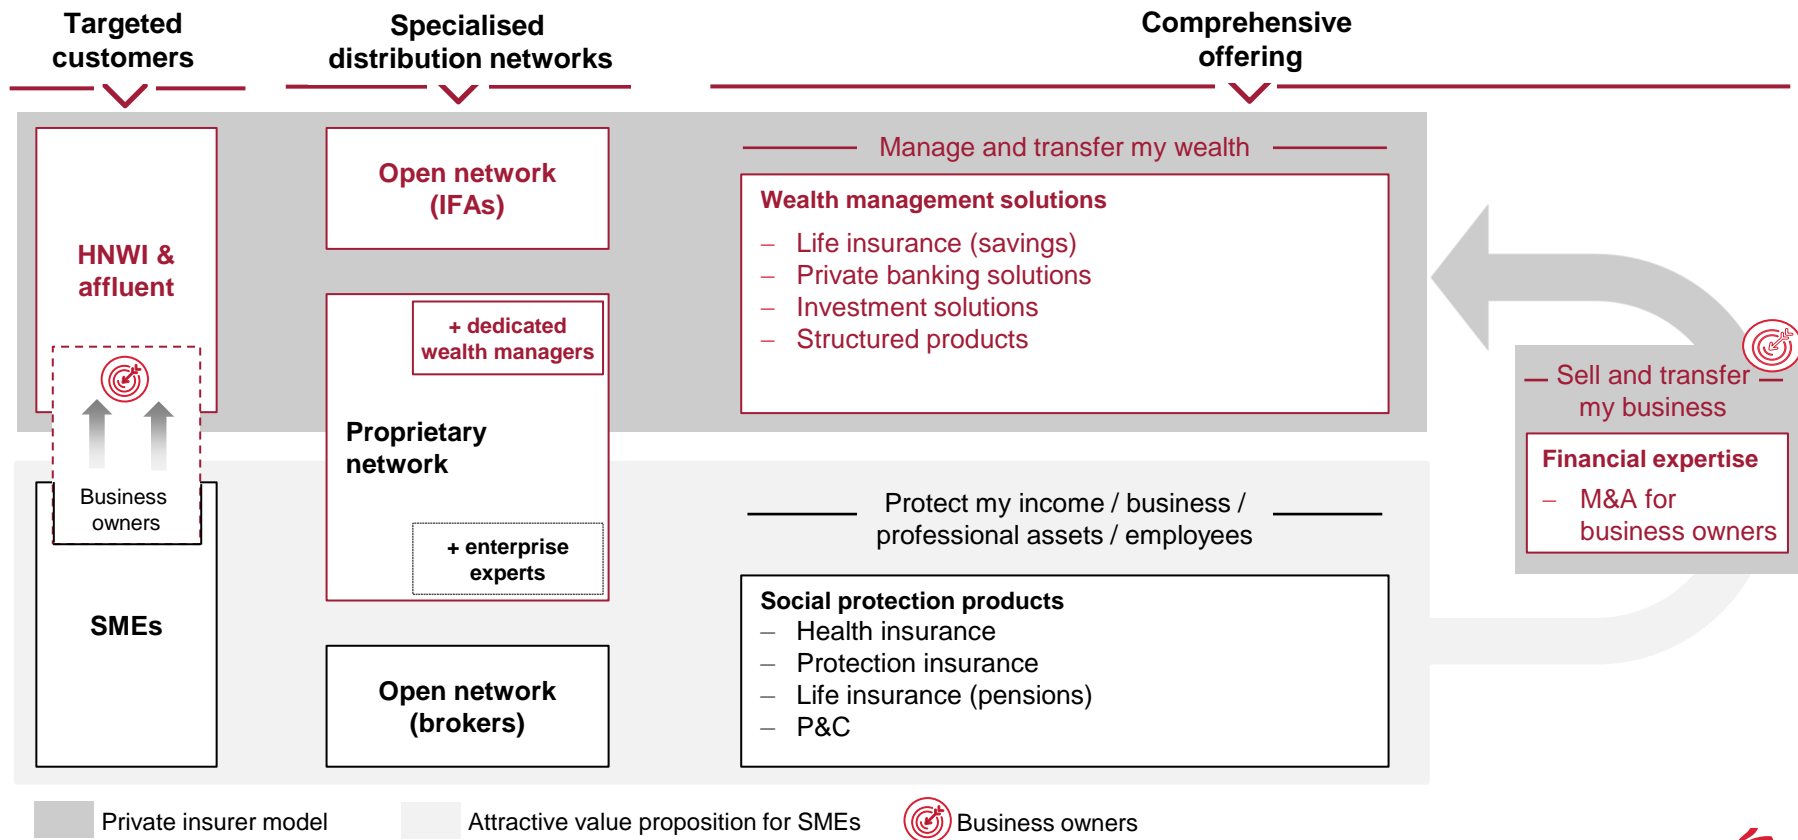 Targeted
customers
Specialised
distribution networks
Comprehensive
offering
HNWI &
affluent
Business
owners
SMEs
Open network
(IFAs)
+ dedicated
wealth managers
Proprietary
network
+ enterprise
experts
Open network
(brokers)
Manage and transfer my wealth
Wealth management solutions
– Life insurance (savings)
– Private banking solutions
– Investment solutions
– Structured products
Protect my income / business /
professional assets / employees
Social protection products
– Health insurance
– Protection insurance
– Life insurance (pensions)
– P&C
Sell and transfer
my business
Financial expertise
– M&A for
business owners
Private insurer model
Attractive value proposition for SMEs
Business owners